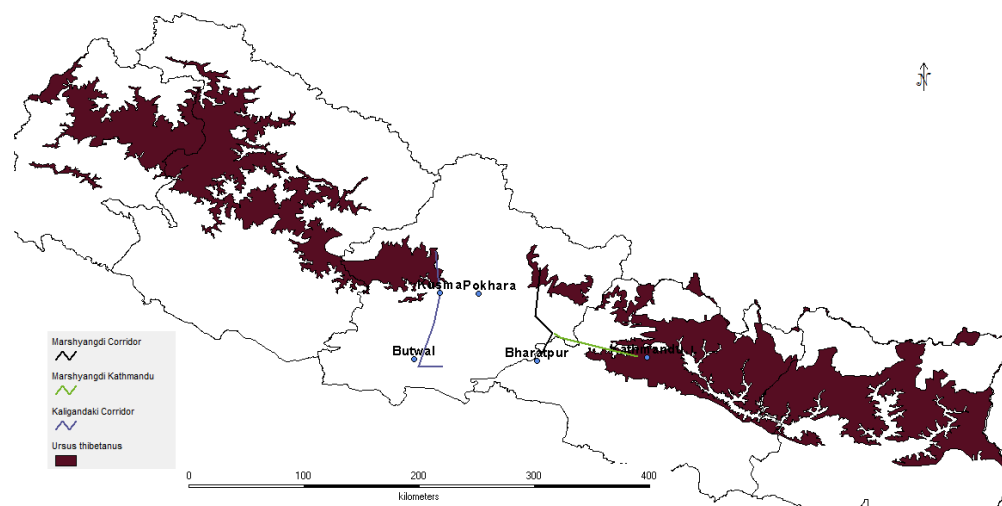 N
Kusma Pokhara
Butwal
Bharatpur
Marshyangdi Corridor
Marshyangdi Kathmandu
Kaligandaki Corridor
Ursus thibetanus
0 100 200 300 400
kilometers